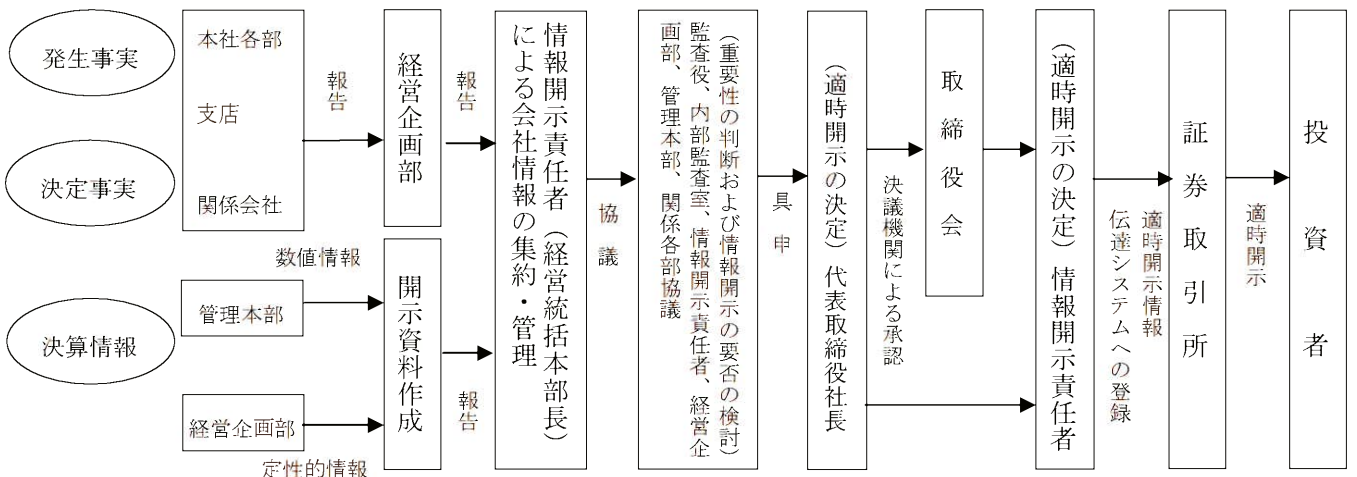 発生事実
決定事実
決算情報
本社各部
支店
関係会社
報告
経営企画部
報告
数値情報
管理本部
経営企画部
定性的情報
開示資料作成
報告
情報開示責任者（経営統括本部長）
による会社情報の集約・管理
協議
（重要性の判断および情報開示の要否の検討）
監査役、内部監査室、情報開示責任者、経営企
画部、管理本部、関係各部協議
具申
（適時開示の決定）代表取締役社長
決議機関による承認
取締役会
（適時開示の決定）情報開示責任者
適時開示情報
伝達システムへの登録
証券取引所
適時開示
投資者